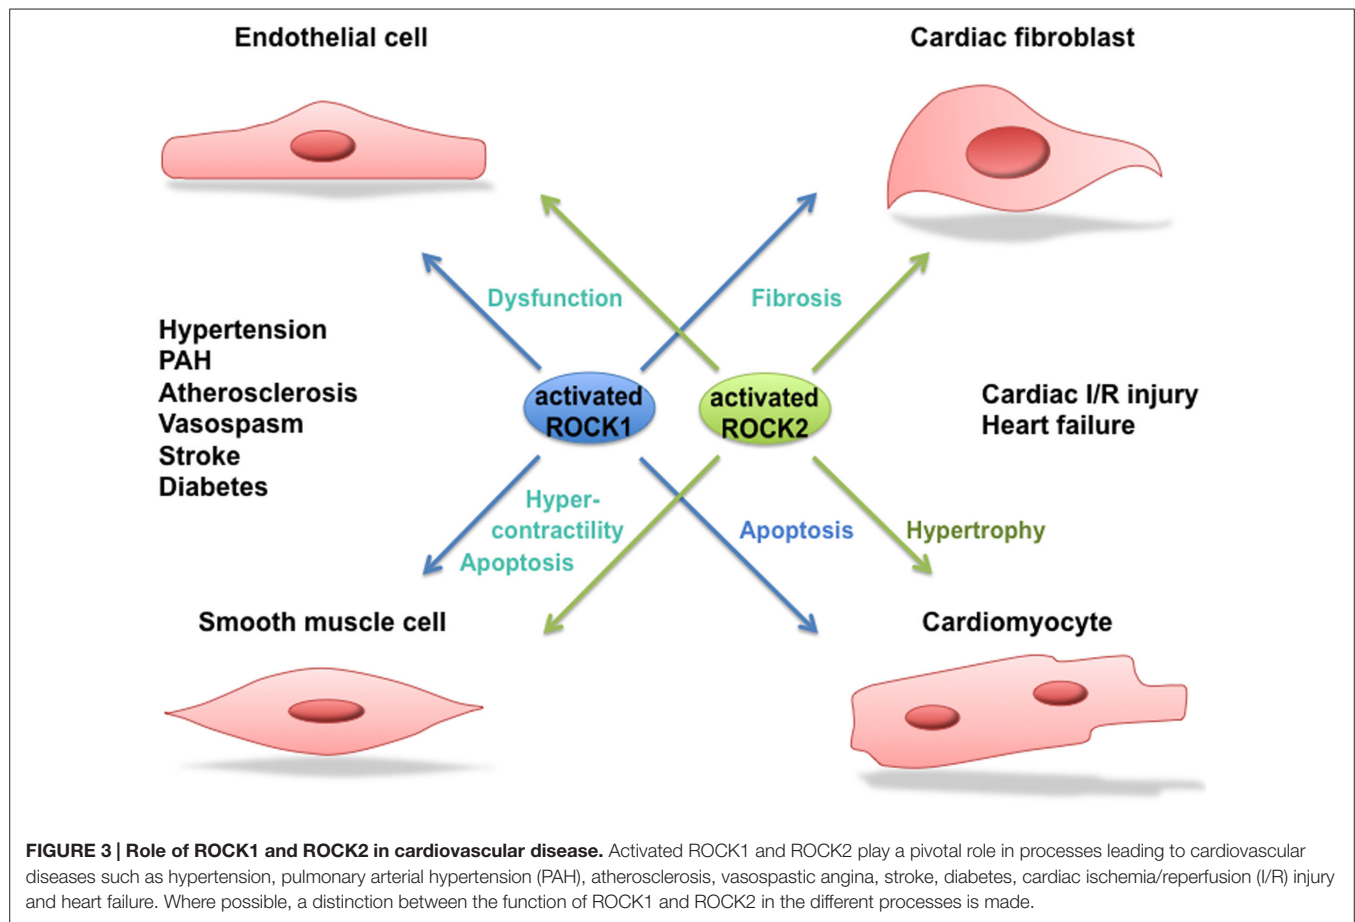 Endothelial cell
Cardiac fibroblast
Dysfunction
Fibrosis
Hypertension
PAH
Atherosclerosis
Vasospasm
Stroke
Diabetes
activated
ROCK1
activated
ROCK2
Cardiac I/R injury
Heart failure
Hyper-
contractility
Apoptosis
Apoptosis
Hypertrophy
Smooth muscle cell
Cardiomyocyte
FIGURE 3 | Role of ROCK1 and ROCK2 in cardiovascular disease. Activated ROCK1 and ROCK2 play a pivotal role in processes leading to cardiovascular
diseases such as hypertension, pulmonary arterial hypertension (PAH), atherosclerosis, vasospastic angina, stroke, diabetes, cardiac ischemia/reperfusion (I/R) injury
and heart failure. Where possible, a distinction between the function of ROCK1 and ROCK2 in the different processes is made.